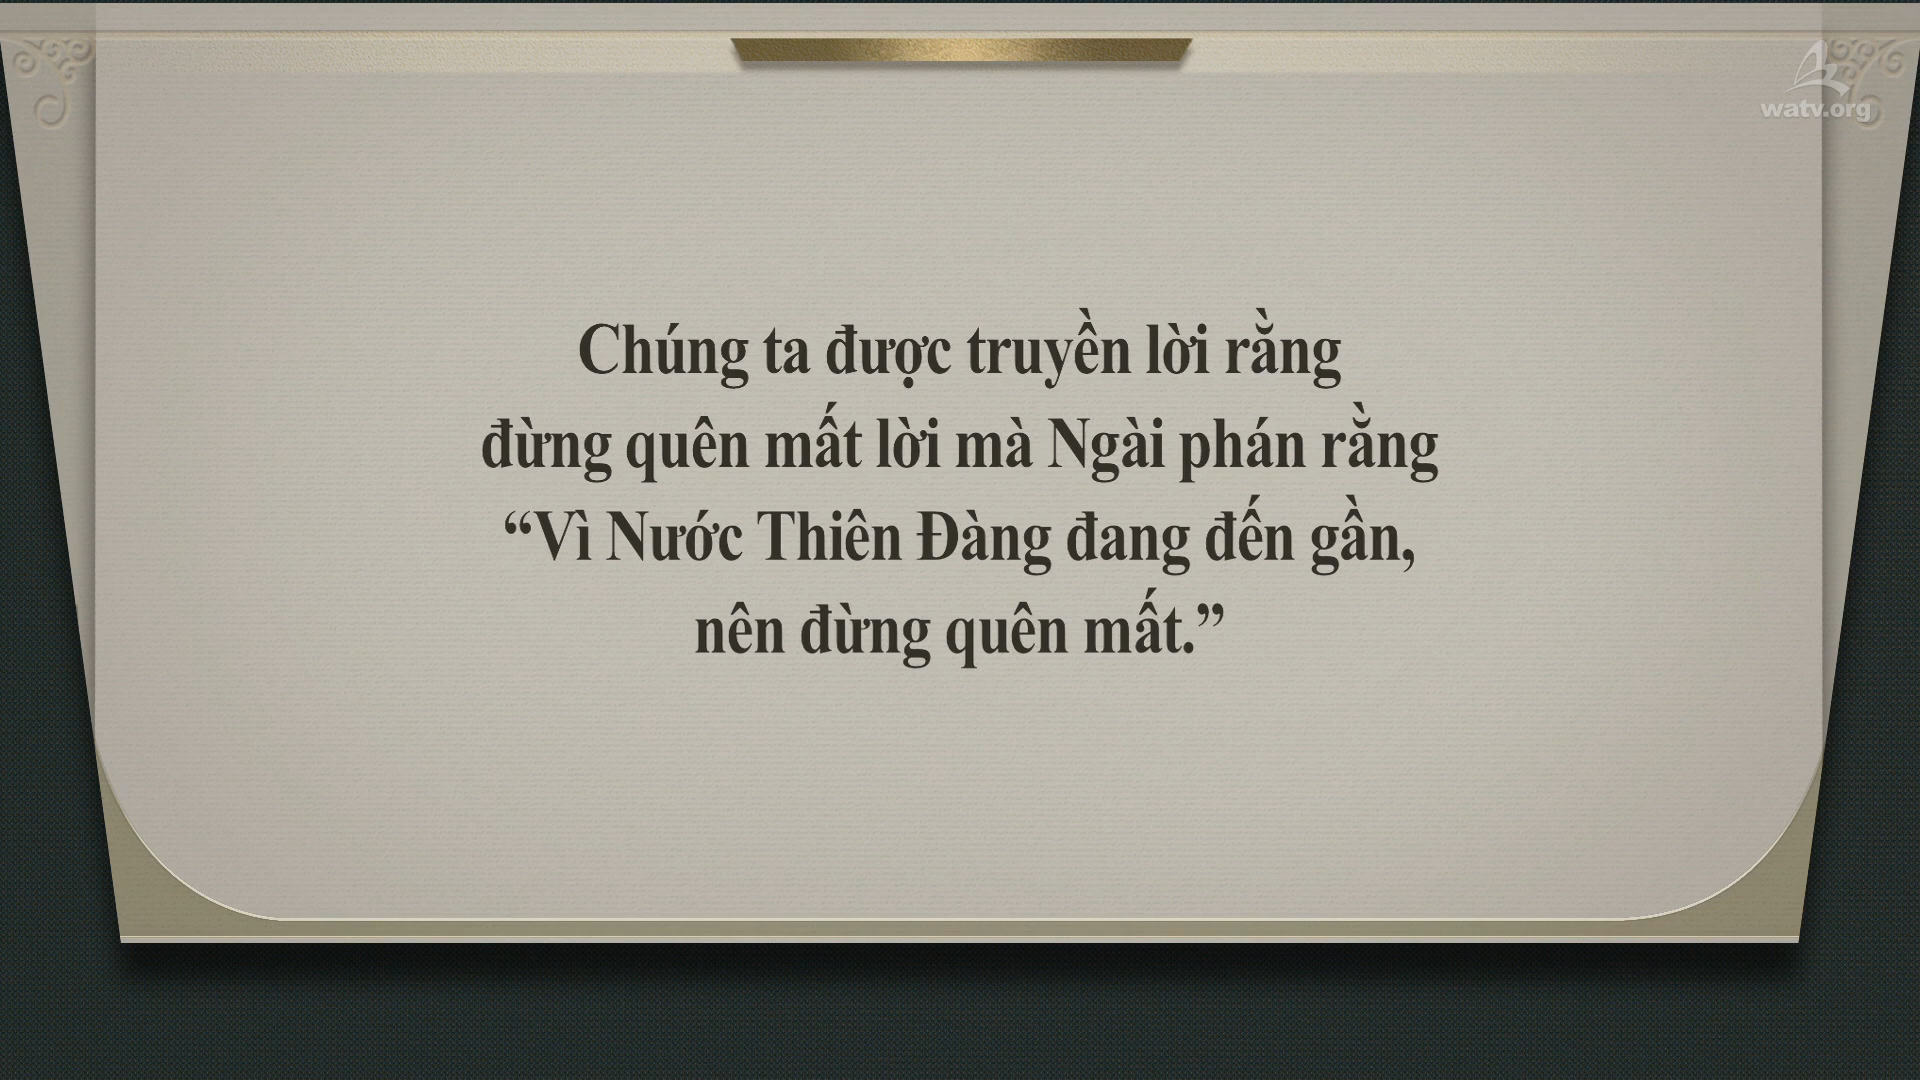 watv.org
Chúng ta được truyền lời rằng
đừng quên mất lời mà Ngài phán rằng
“Vì Nước Thiên Đàng đang đến gần,
nên đừng quên mất.”